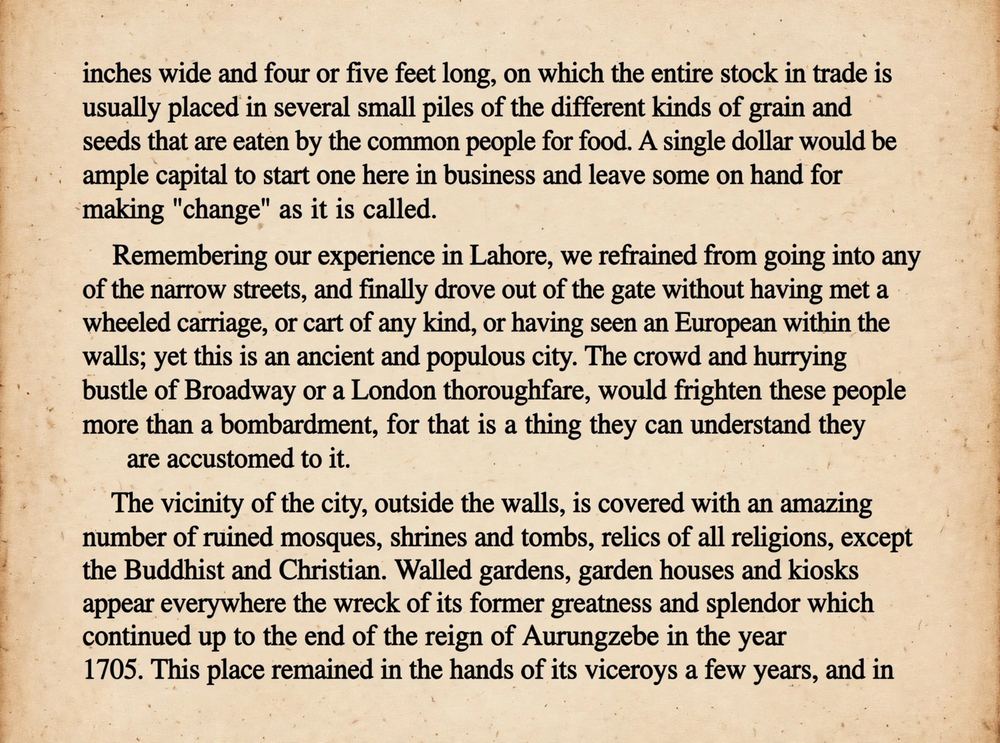 inches wide and four or five feet long, on which the entire stock in trade is
usually placed in several small piles of the different kinds of grain and
seeds that are eaten by the common people for food. A single dollar would be
ample capital to start one here in business and leave some on hand for
making "change" as it is called.
Remembering our experience in Lahore, we refrained from going into any
of the narrow streets, and finally drove out of the gate without having met a
wheeled carriage, or cart of any kind, or having seen an European within the
walls; yet this is an ancient and populous city. The crowd and hurrying
bustle of Broadway or a London thoroughfare, would frighten these people
more than a bombardment, for that is a thing they can understand they
are accustomed to it.
The vicinity of the city, outside the walls, is covered with an amazing
number of ruined mosques, shrines and tombs, relics of all religions, except
the Buddhist and Christian. Walled gardens, garden houses and kiosks
appear everywhere the wreck of its former greatness and splendor which
continued up to the end of the reign of Aurungzebe in the year
1705. This place remained in the hands of its viceroys a few years, and in